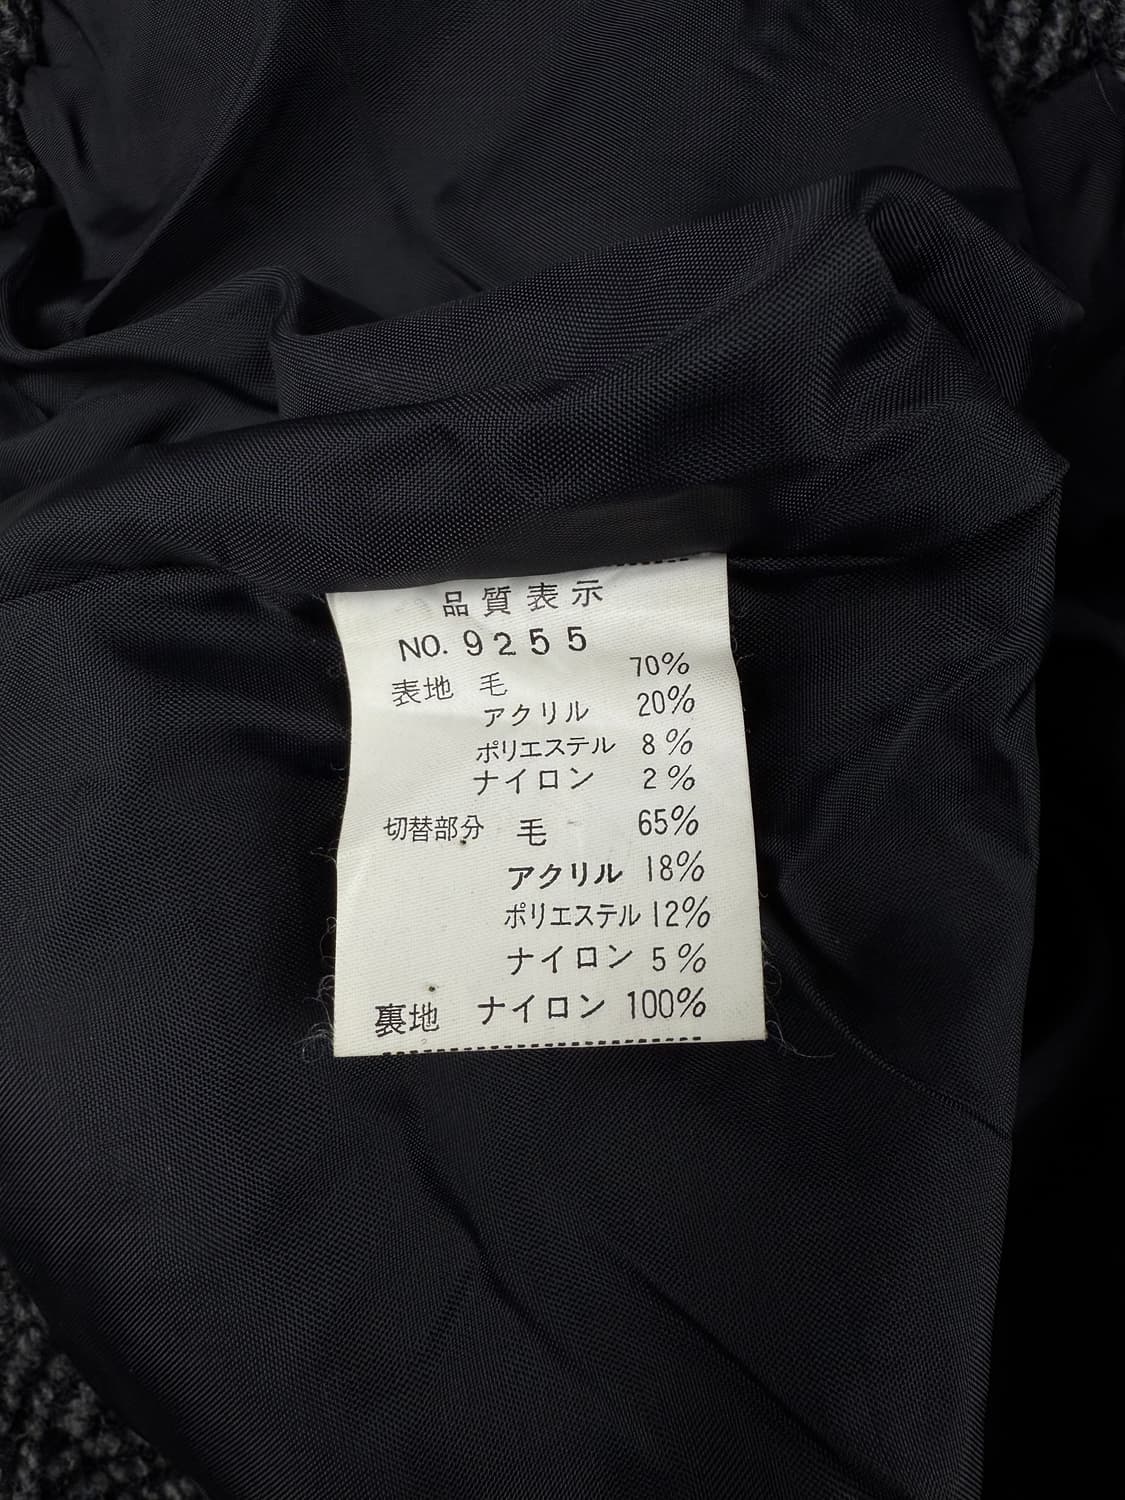 品質表示
NO. 9255
表地 毛 70%
アクリル 20%
ポリエステル 8%
ナイロン 2%
切替部分 毛 65%
アクリル 18%
ポリエステル 12%
ナイロン 5%
裏地 ナイロン 100%